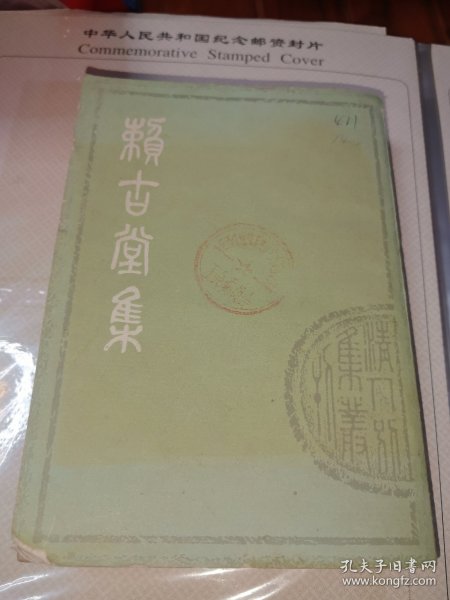 中华人民共和国纪念邮资封片
Commemorative Stamped Cover
賴古堂集
清人别
集叢
刊
孔夫子旧书网
www.kongfz.com